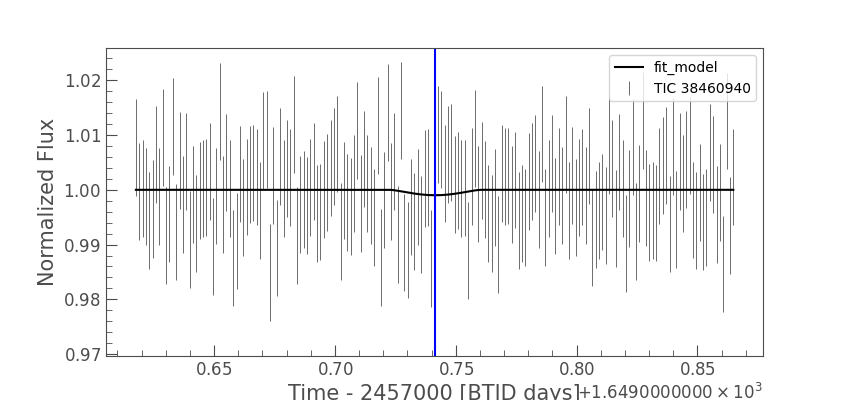 fit_model
TIC 38460940
1.02
1.01
1.00
0.99
0.98
0.97
Normalized Flux
0.65 0.70 0.75 0.80 0.85
Time - 2457000 [BTJD days]
+1.6490000000 × 10³